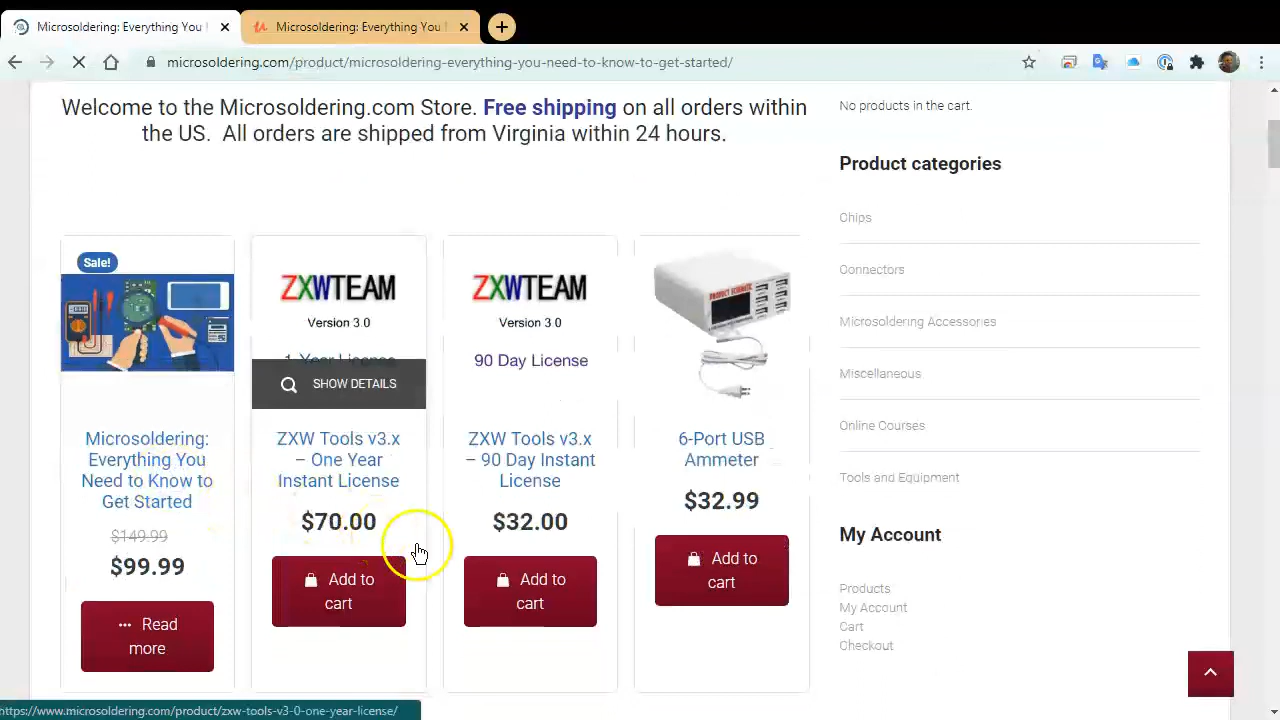 Microsoldering: Everything You
Microsoldering: Everything You
microsoldering.com/product/microsoldering-everything-you-need-to-know-to-get-started/
Welcome to the Microsoldering.com Store. Free shipping on all orders within
the US. All orders are shipped from Virginia within 24 hours.
Sale!
Microsoldering:
Everything You
Need to Know to
Get Started
$149.99
$99.99
Read
more
ZXWTEAM
Version 3.0
1 Year License
SHOW DETAILS
ZXW Tools v3.x
– One Year
Instant License
$70.00
Add to
cart
ZXWTEAM
Version 3.0
90 Day License
ZXW Tools v3.x
– 90 Day Instant
License
$32.00
Add to
cart
6-Port USB
Ammeter
$32.99
Add to
cart
No products in the cart.
Product categories
Chips
Connectors
Microsoldering Accessories
Miscellaneous
Online Courses
Tools and Equipment
My Account
Products
My Account
Cart
Checkout
https://www.microsoldering.com/product/zxw-tools-v3-0-one-year-license/